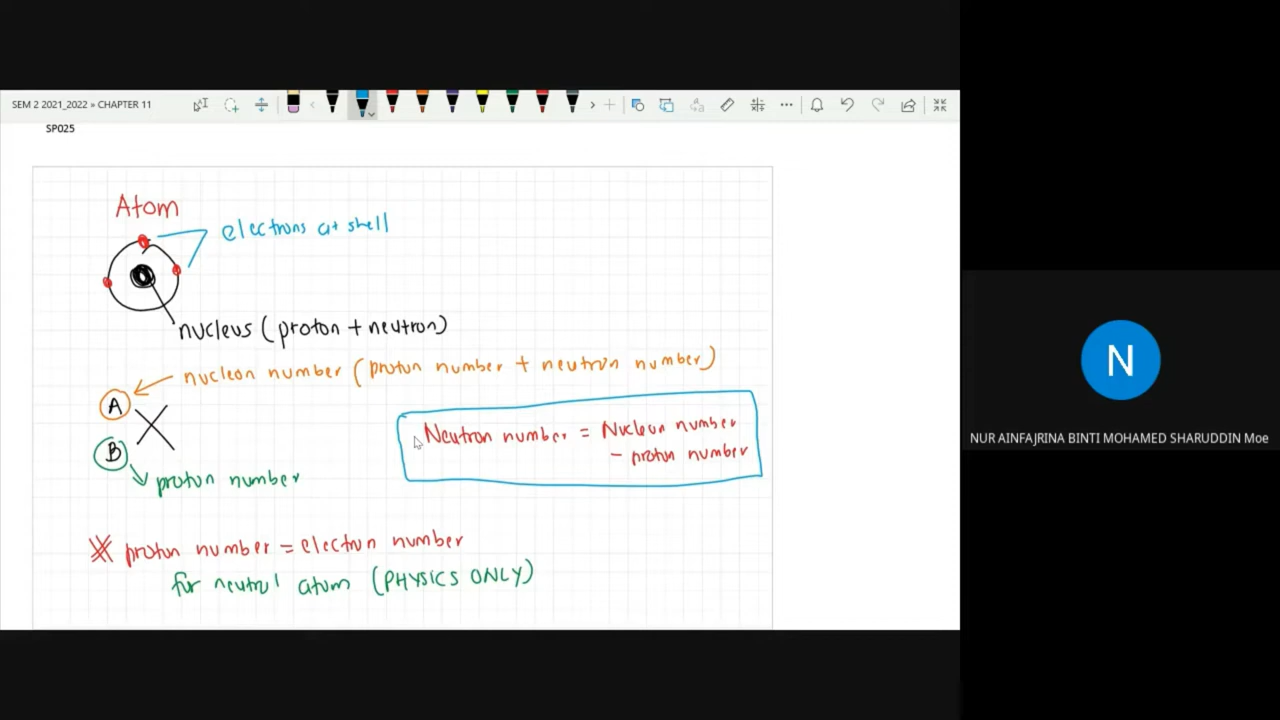 SEM 2 2021_2022 » CHAPTER 11
SP025
Atom
electrons at shell
nucleus (proton + neutron)
nucleon number (proton number + neutron number)
A
X
B
proton number
Neutron number = Nucleon number
- proton number
N
NUR AINFAJRINA BINTI MOHAMED SHARUDDIN Moe
proton number = electron number
for neutral atom (PHYSICS ONLY)